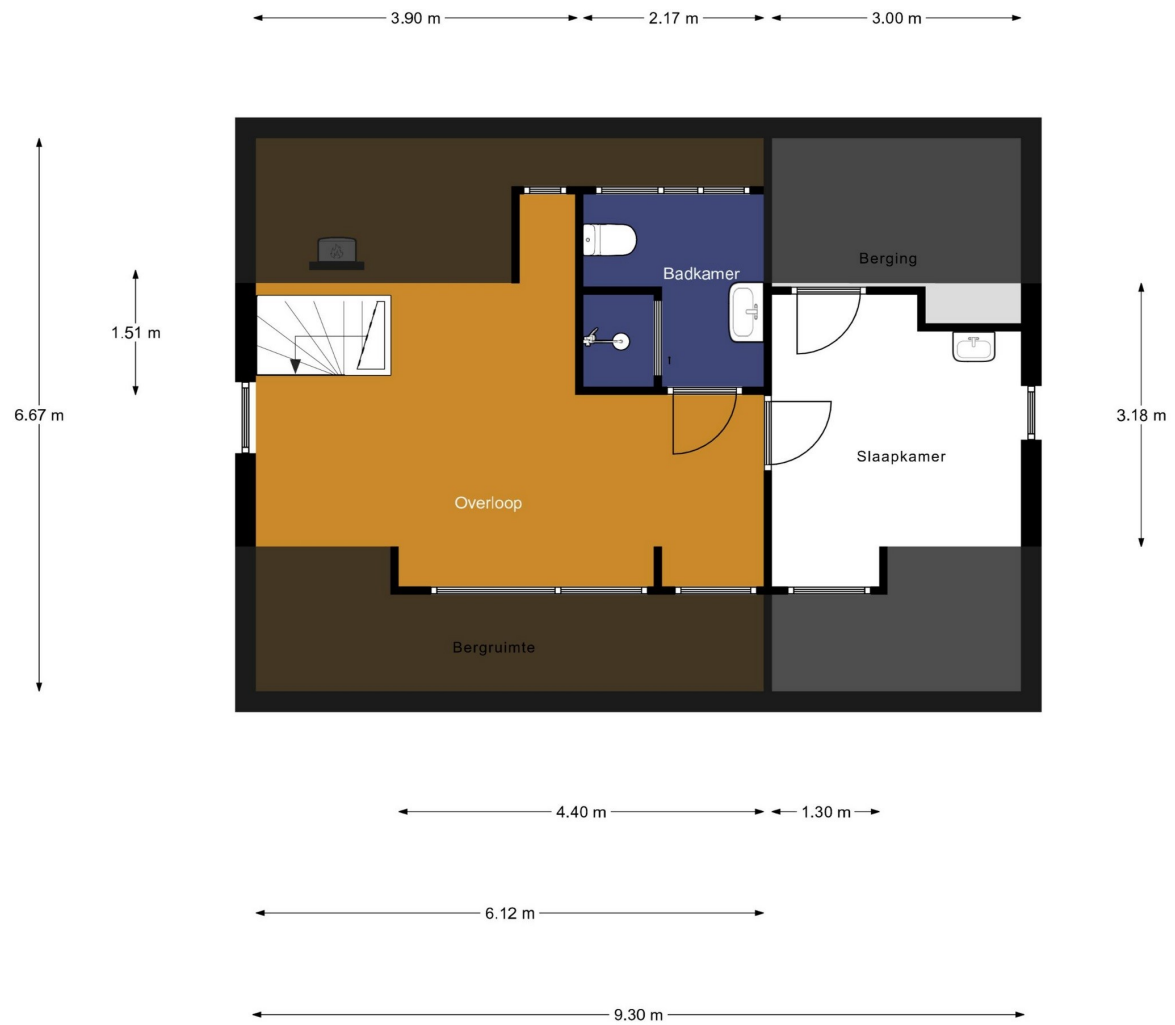 3.90 m
2.17 m
3.00 m
Badkamer
Berging
1.51 m
6.67 m
3.18 m
1
Slaapkamer
Overloop
Bergruimte
4.40 m
1.30 m
6.12 m
9.30 m